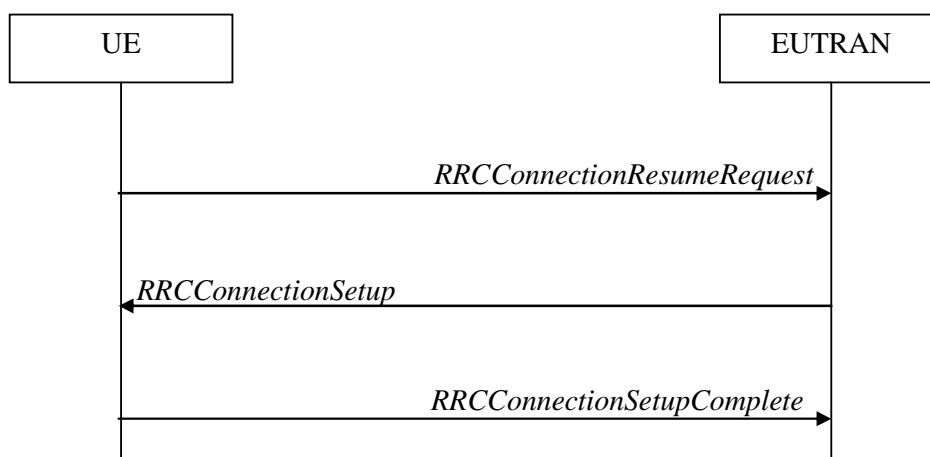 UE
EUTRAN
RRCConnectionResumeRequest
RRCConnectionSetup
RRCConnectionSetupComplete